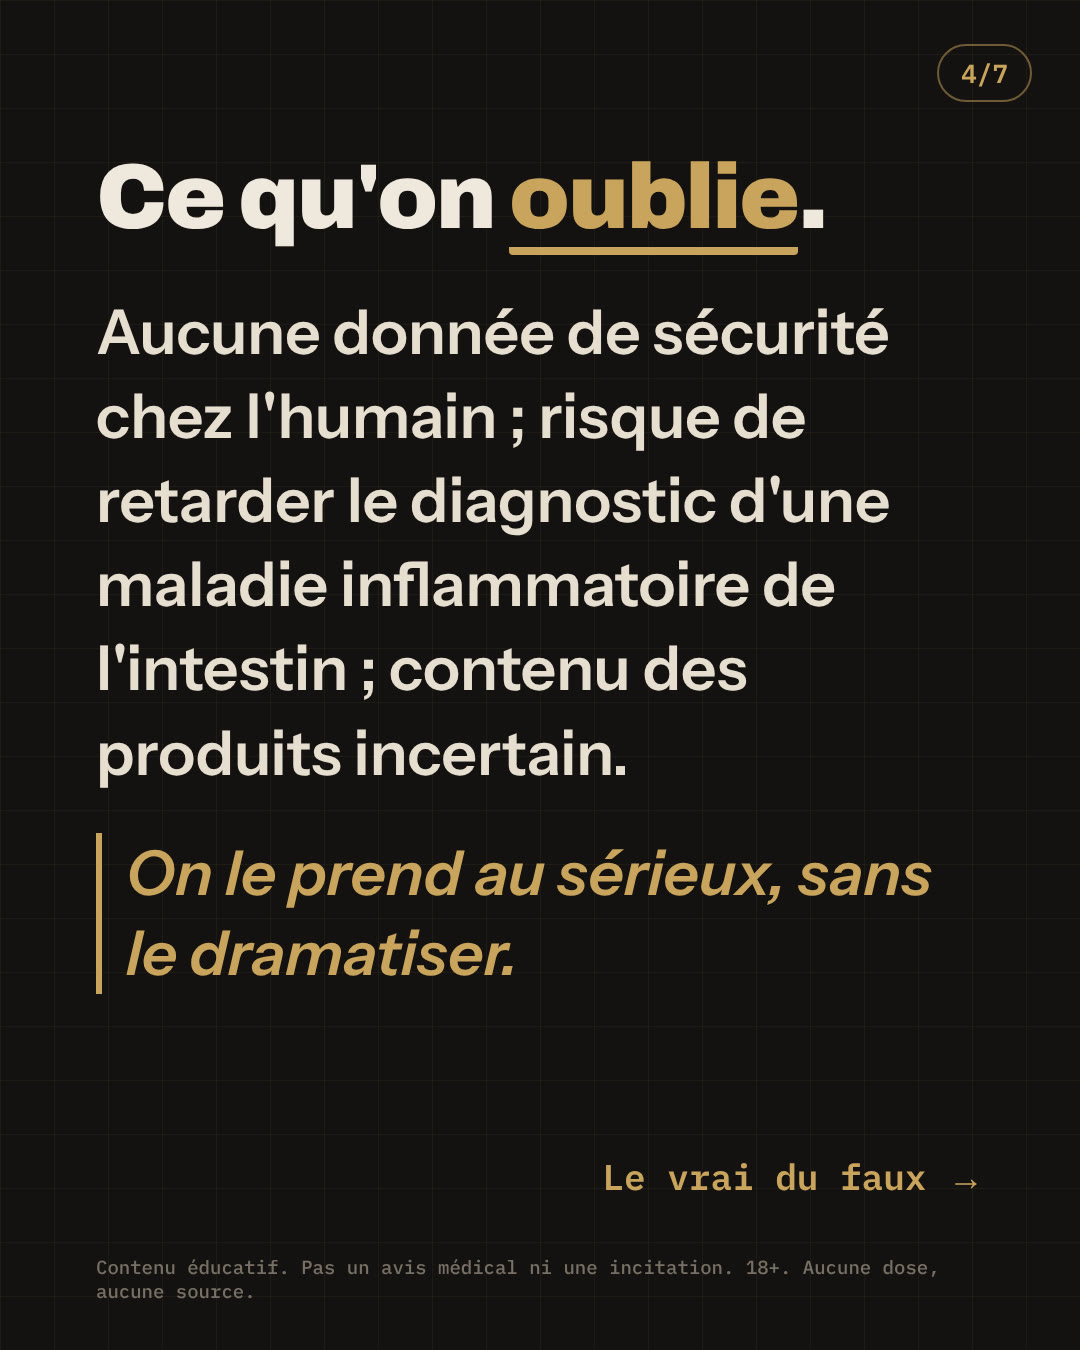 4/7
Ce qu'on oublie.
Aucune donnée de sécurité
chez l'humain ; risque de
retarder le diagnostic d'une
maladie inflammatoire de
l'intestin ; contenu des
produits incertain.
On le prend au sérieux, sans
le dramatiser.
Le vrai du faux →
Contenu éducatif. Pas un avis médical ni une incitation. 18+. Aucune dose,
aucune source.